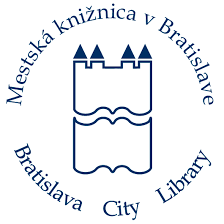 Mestská knižnica v Bratislave
Bratislava City Library